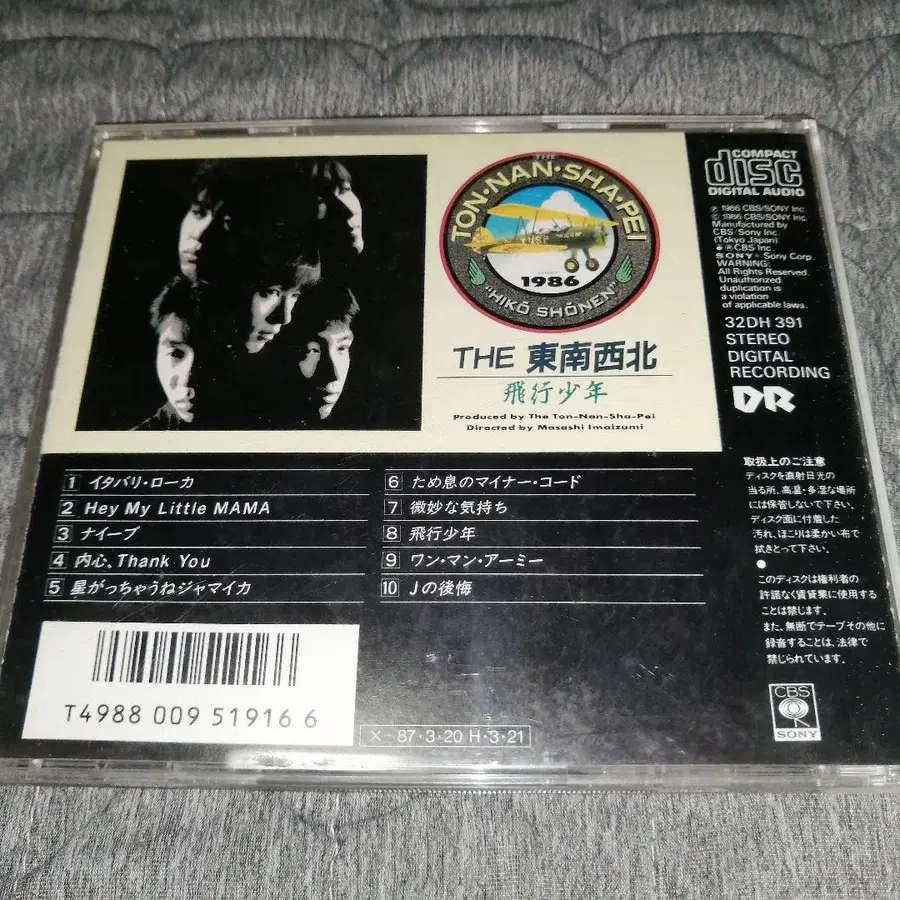 THE
TON・NAN・SHA・PEI
SINCE
1986
"HIKŌ SHŌNEN"
THE 東南西北
飛行少年
Produced by The Ton-Nan-Sha-Pei
Directed by Masashi Imaizumi
1 イタバリ・ローカ
2 Hey My Little MAMA
3 ナイーブ
4 内心、Thank You
5 星がっちゃうねジャマイカ
6 ため息のマイナー・コード
7 微妙な気持ち
8 飛行少年
9 ワン・マン・アーミー
10 Jの後悔
T4988 009 51916 6
X-87・3・20 H・3・21
COMPACT
disc
DIGITAL AUDIO
Ⓟ 1986 CBS/SONY Inc.
© 1986 CBS/SONY Inc.
Manufactured by
CBS/Sony Inc.
(Tokyo Japan)
Ⓡ CBS Inc.
SONY® Sony Corp.
WARNING:
All Rights Reserved.
Unauthorized
duplication is
a violation
of applicable laws.
32DH 391
STEREO
DIGITAL
RECORDING
DR
取扱上のご注意
ディスクを直射日光の
当る所、高温・多湿な場所
には保管しないで下さい。
ディスク面に付着した
汚れ、ほこりは柔かい布で
拭きとって下さい。
●
このディスクは権利者の
許諾なく賃貸業に使用する
ことは禁じます。
また、無断でテープその他に
録音することは、法律で
禁じられています。
CBS
SONY